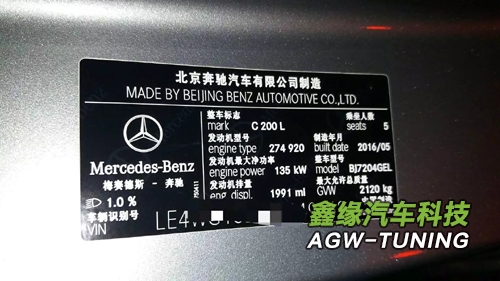 北京奔驰汽车有限公司制造
MADE BY BEIJING BENZ AUTOMOTIVE CO.,LTD.
整车标志 乘坐人数
mark C 200 L seats 5
发动机型号 制造年月
engine type 274 920 built date 2016/05
发动机最大净功率 型号
engine power 135 kW model BJ7204GEL
发动机排量 最大允许总质量
eng. disp. 1991 ml GVW 2120 kg
Mercedes-Benz
梅赛德斯－奔驰
1.0 %
车辆识别号
VIN LE4W
鑫缘汽车科技
AGW-TUNING